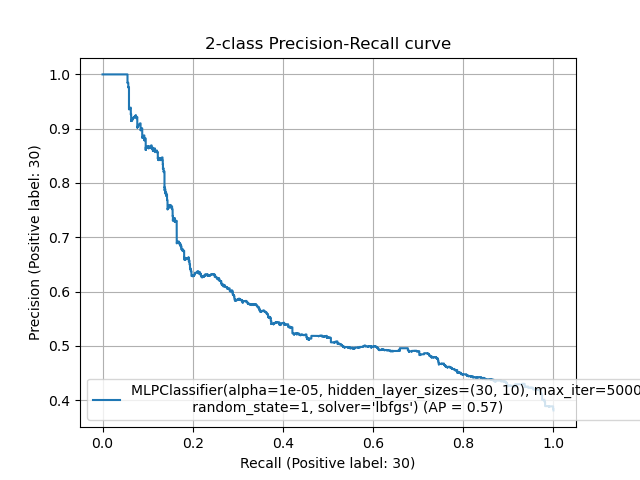 2-class Precision-Recall curve
1.0
0.9
0.8
0.7
0.6
0.5
0.4
Precision (Positive label: 30)
MLPClassifier(alpha=1e-05, hidden_layer_sizes=(30, 10), max_iter=5000
random_state=1, solver='lbfgs') (AP = 0.57)
0.0 0.2 0.4 0.6 0.8 1.0
Recall (Positive label: 30)